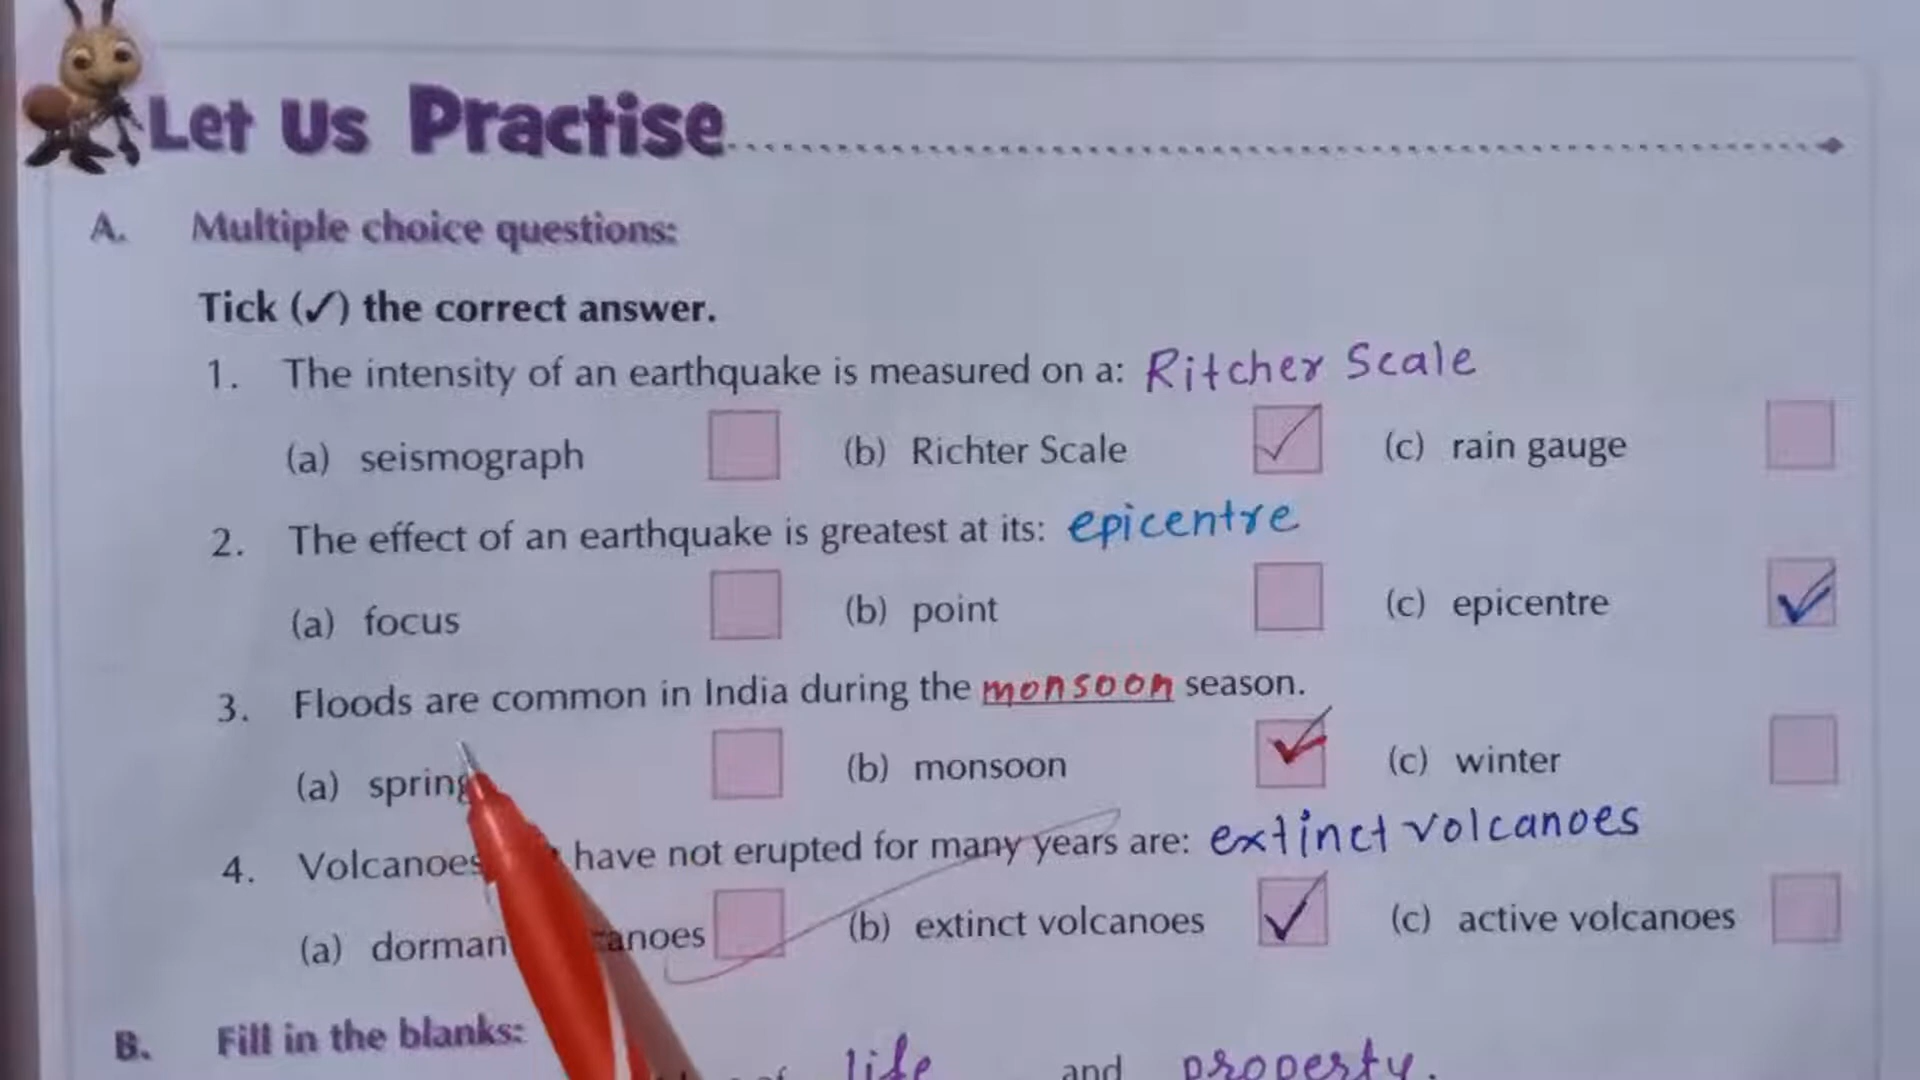 Let Us Practise
A. Multiple choice questions:
Tick (✓) the correct answer.
1. The intensity of an earthquake is measured on a: Ritcher Scale
(a) seismograph (b) Richter Scale ✓ (c) rain gauge
2. The effect of an earthquake is greatest at its: epicentre
(a) focus (b) point (c) epicentre ✓
3. Floods are common in India during the monsoon season.
(a) spring (b) monsoon ✓ (c) winter
4. Volcanoes have not erupted for many years are: extinct volcanoes
(a) dorman anoes (b) extinct volcanoes ✓ (c) active volcanoes
B. Fill in the blanks:
life and property.